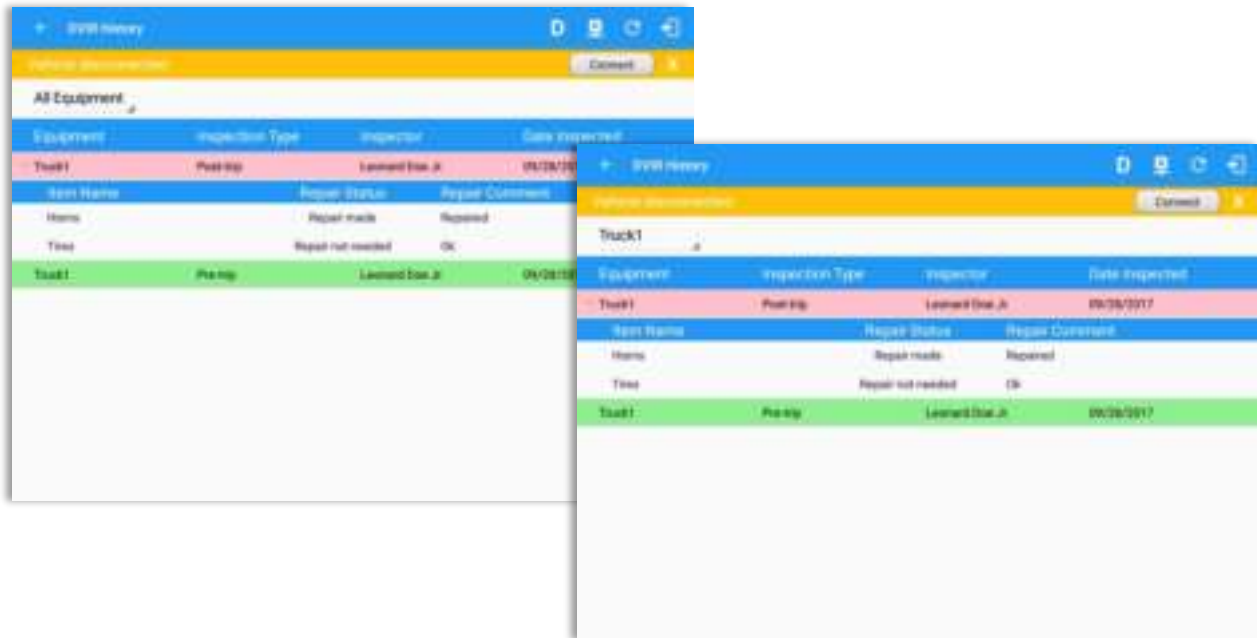 DVIR History
D
Vehicle disconnected
Connect X
All Equipment
Equipment Inspection Type Inspector Date Inspected
Truck1 Post-trip Leonard Doe Jr
Item Name Repair Status Repair Comment
Horns Repair made Repaired
Repair not needed Ok
Truck1 Pre-trip Leonard Doe Jr
DVIR History
D
Vehicle disconnected
Connect X
Truck1
Equipment Inspection Type Inspector Date Inspected
Truck1 Post-trip Leonard Doe Jr 09/28/2017
Item Name Repair Status Repair Comment
Horns Repair made Repaired
Repair not needed Ok
Truck1 Pre-trip Leonard Doe Jr 09/28/2017